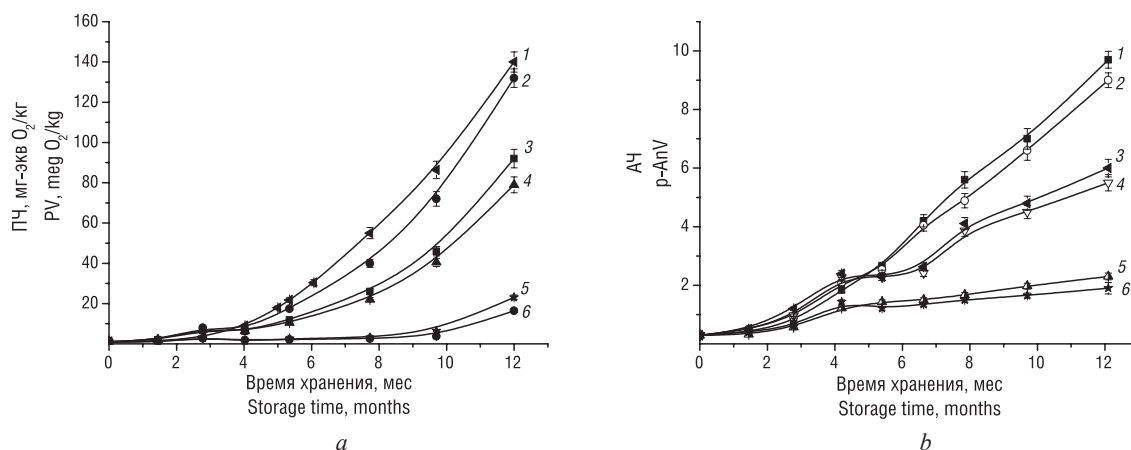 160
140
120
100
80
60
40
20
ПЧ, мг-экв O₂/кг
PV, meg O₂/kg
1
2
3
4
5
6
0 2 4 6 8 10 12
Время хранения, мес
Storage time, months
a
10
8
6
4
2
АЧ
p-AnV
1
2
3
4
5
6
0 2 4 6 8 10 12
Время хранения, мес
Storage time, months
b